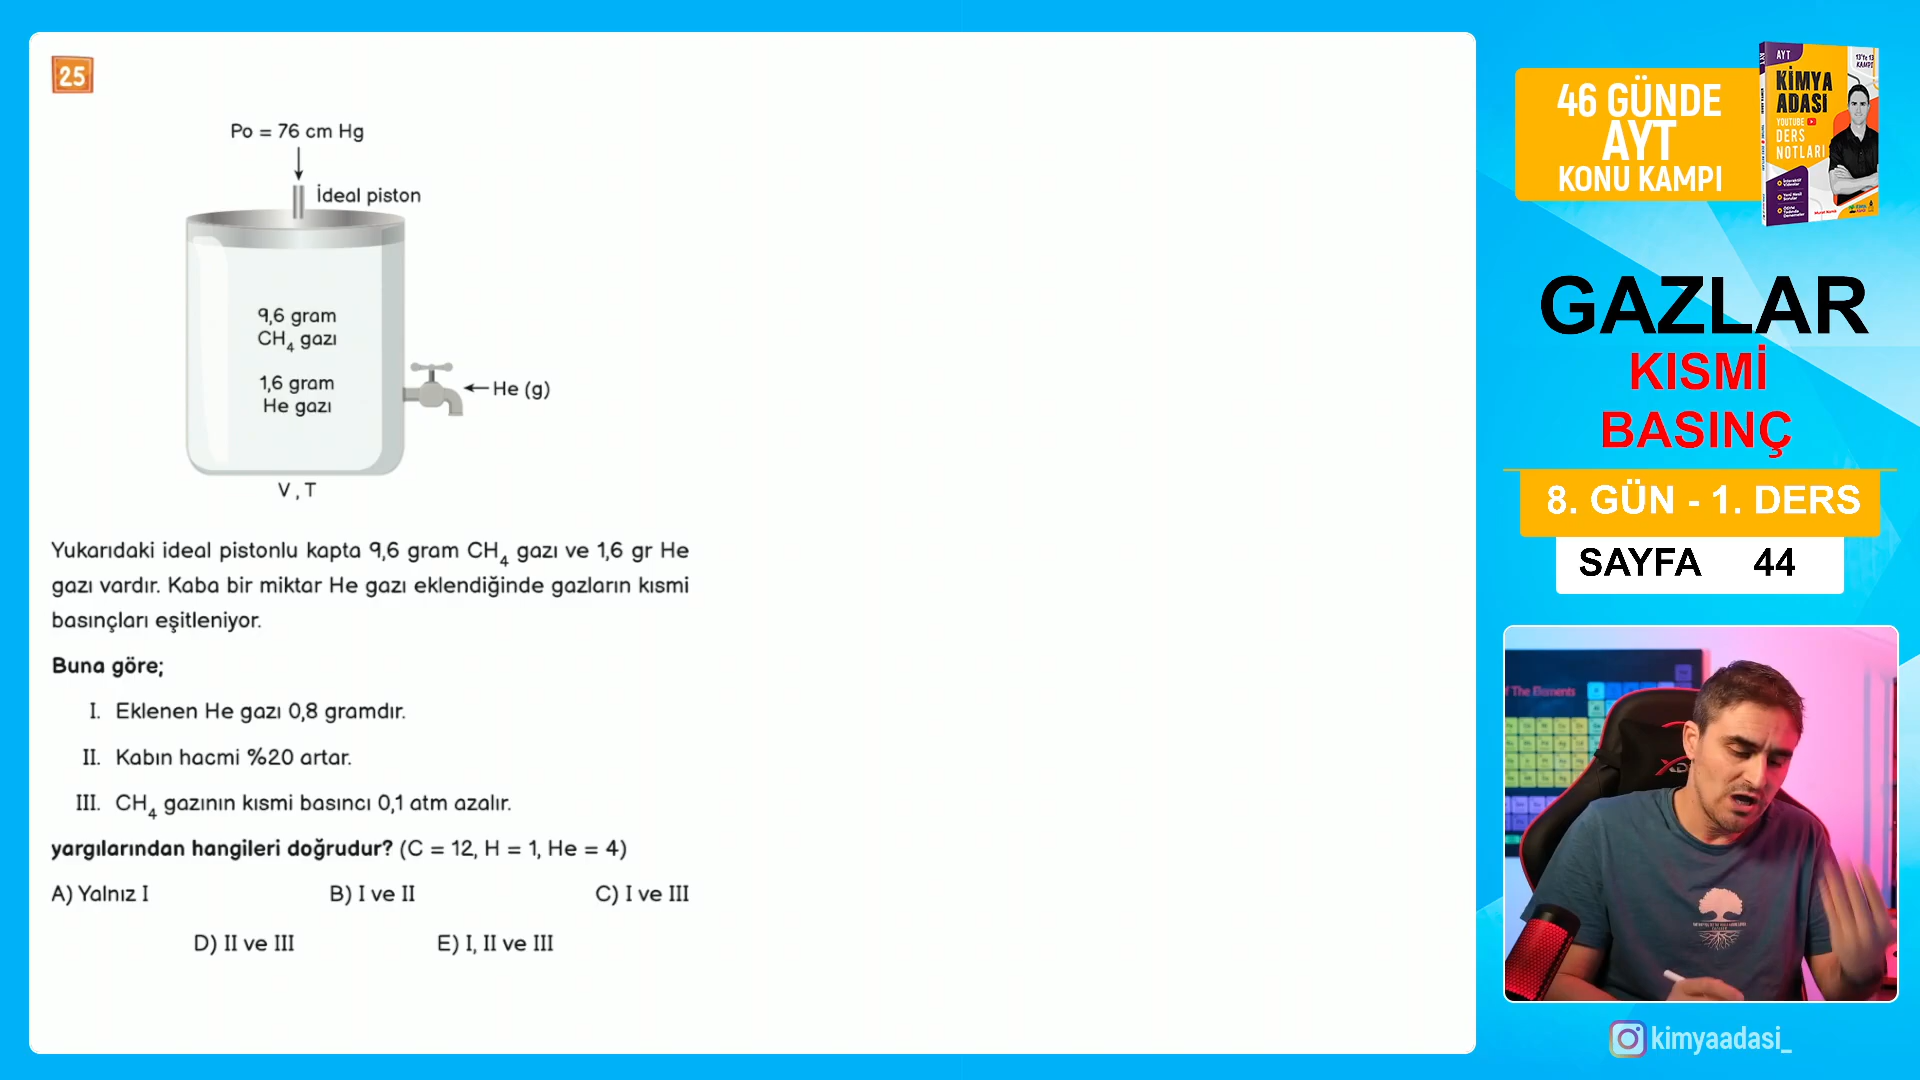 25
Po = 76 cm Hg
İdeal piston
9,6 gram
CH₄ gazı
1,6 gram
He gazı
He (g)
V , T
Yukarıdaki ideal pistonlu kapta 9,6 gram CH₄ gazı ve 1,6 gr He
gazı vardır. Kaba bir miktar He gazı eklendiğinde gazların kısmi
basınçları eşitleniyor.
Buna göre;
I. Eklenen He gazı 0,8 gramdır.
II. Kabın hacmi %20 artar.
III. CH₄ gazının kısmi basıncı 0,1 atm azalır.
yargılarından hangileri doğrudur? (C = 12, H = 1, He = 4)
A) Yalnız I
B) I ve II
C) I ve III
D) II ve III
E) I, II ve III
46 GÜNDE
AYT
KONU KAMPI
AYT
13'te 13
KAMPI
KİMYA
ADASI
YOUTUBE
DERS
NOTLARI
GAZLAR
KISMİ
BASINÇ
8. GÜN - 1. DERS
SAYFA 44
The Elements
kimyaadasi_